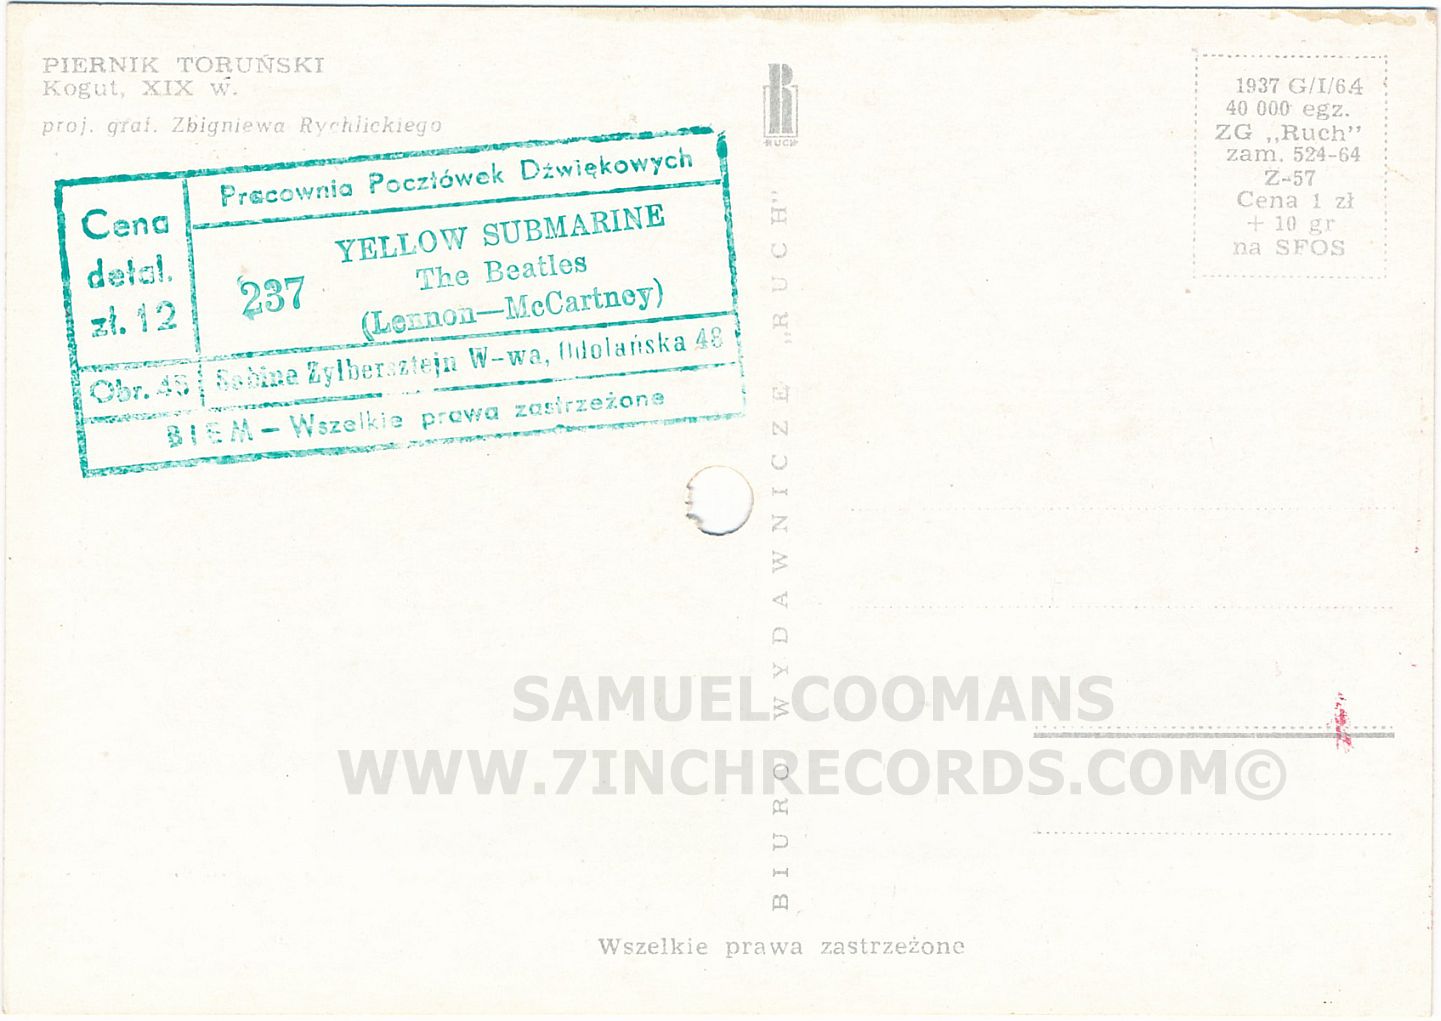 PIERNIK TORUŃSKI
Kogut, XIX w.
proj. graf. Zbigniewa Rychlickiego
Cena
detal.
zł. 12
Pracownia Pocztówek Dźwiękowych
YELLOW SUBMARINE
The Beatles
237
(Lennon—McCartney)
Obr. 45
Sabina Zylbersztejn W-wa, Odolańska 48
BIEM — Wszelkie prawa zastrzeżone
RUCH
BIURO WYDAWNICZE „RUCH”
1937 G/I/64
40 000 egz.
ZG „Ruch”
zam. 524-64
Z-57
Cena 1 zł
+ 10 gr
na SFOS
SAMUEL COOMANS
WWW.7INCHRECORDS.COM©
Wszelkie prawa zastrzeżone